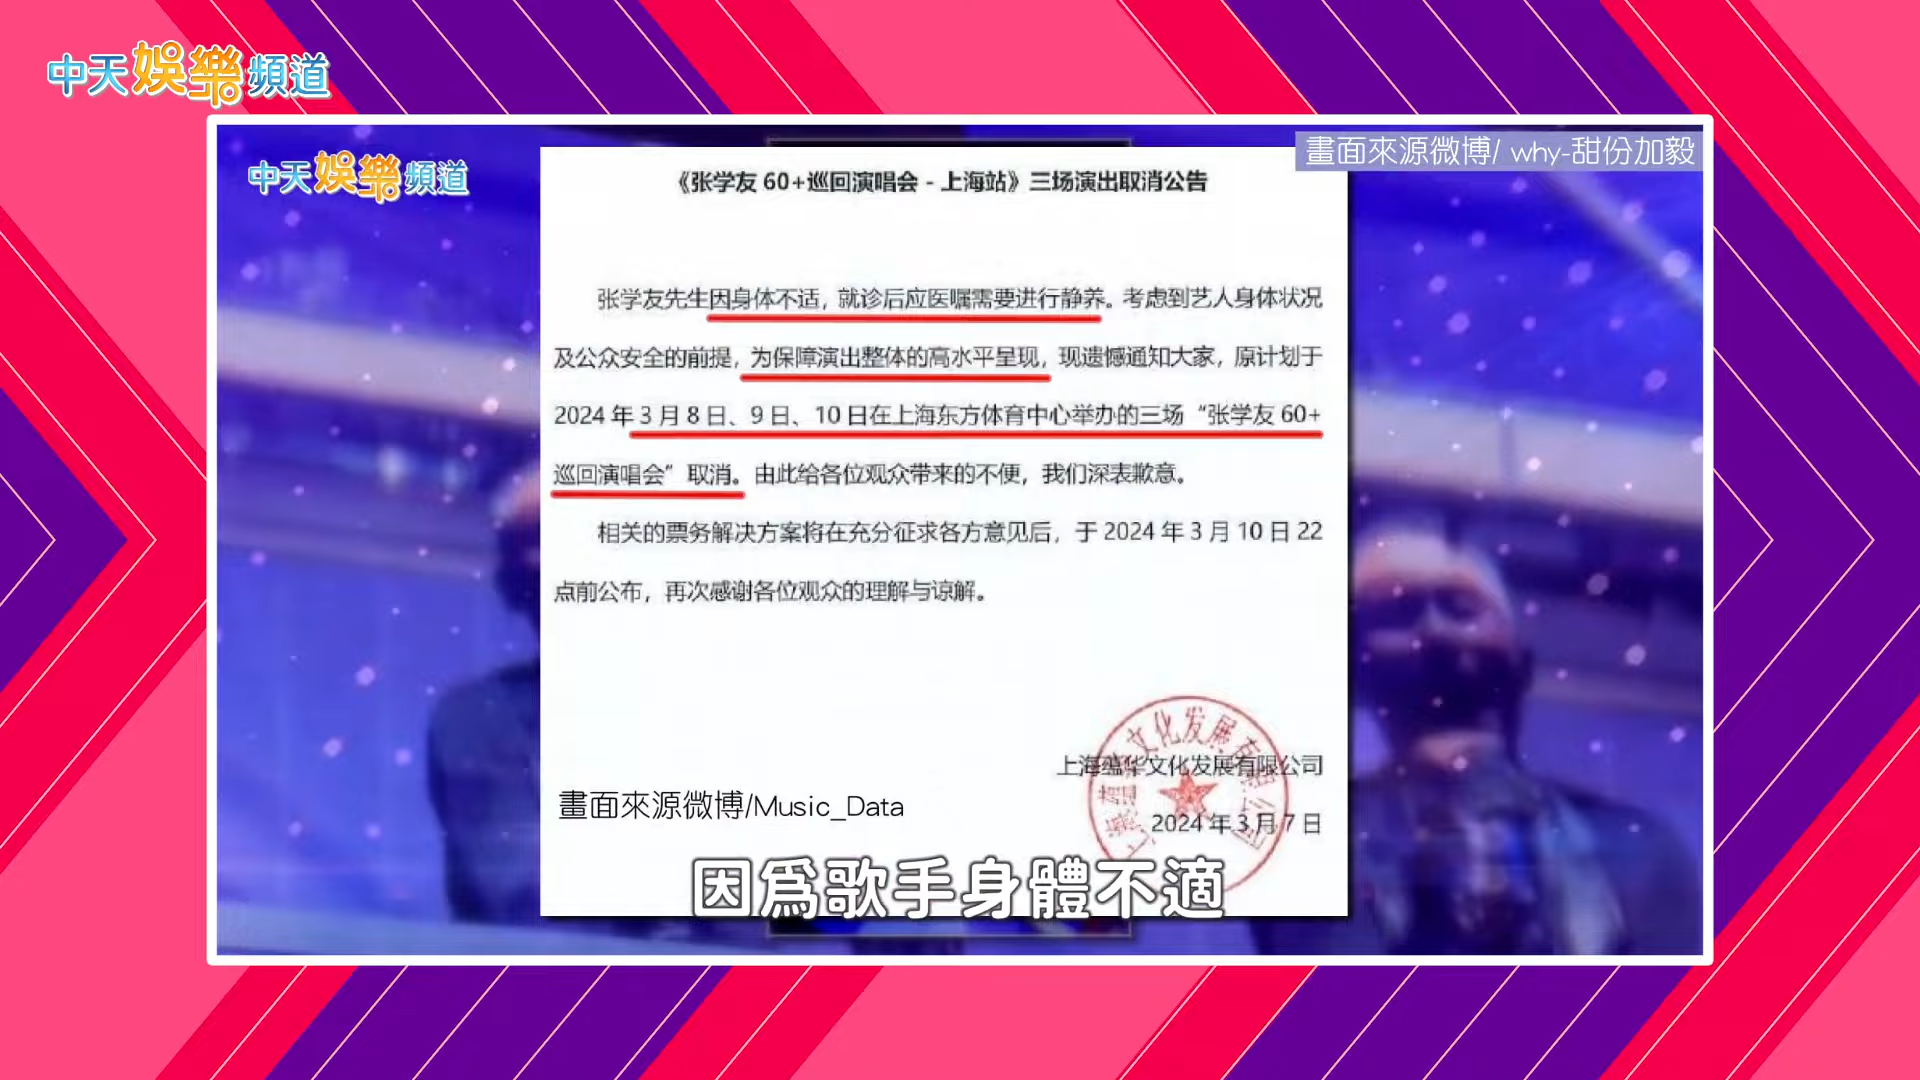 中天娛樂頻道
畫面來源微博/ why-甜份加毅
中天娛樂頻道
《张学友 60+巡回演唱会 - 上海站》三场演出取消公告
张学友先生因身体不适，就诊后应医嘱需要进行静养。考虑到艺人身体状况
及公众安全的前提，为保障演出整体的高水平呈现，现遗憾通知大家，原计划于
2024 年 3 月 8 日、9 日、10 日在上海东方体育中心举办的三场“张学友 60+
巡回演唱会”取消。由此给各位观众带来的不便，我们深表歉意。
相关的票务解决方案将在充分征求各方意见后，于 2024 年 3 月 10 日 22
点前公布，再次感谢各位观众的理解与谅解。
上海蕴华文化发展有限公司
2024 年 3 月 7 日
畫面來源微博/Music_Data
因為歌手身體不適